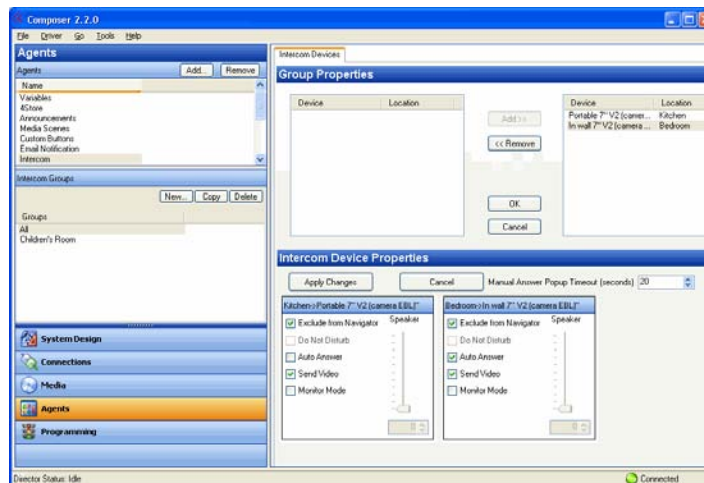 Composer 2.2.0
File Driver Go Tools Help
Agents
Agents Add... Remove
Name
Variables
4Store
Announcements
Media Scenes
Custom Buttons
Email Notification
Intercom
Intercom Groups
New... Copy Delete
Groups
All
Children's Room
System Design
Connections
Media
Agents
Programming
Intercom Devices
Group Properties
Device Location
Add >>
<< Remove
OK
Cancel
Device Location
Portable 7" V2 (camer... Kitchen
In wall 7" V2 (camera ... Bedroom
Intercom Device Properties
Apply Changes Cancel Manual Answer Popup Timeout (seconds) 20
Kitchen->Portable 7" V2 (camera EBL)"
Exclude from Navigator Speaker
Do Not Disturb
Auto Answer
Send Video
Monitor Mode
0
Bedroom->In wall 7" V2 (camera EBL)"
Exclude from Navigator Speaker
Do Not Disturb
Auto Answer
Send Video
Monitor Mode
0
Director Status: Idle Connected